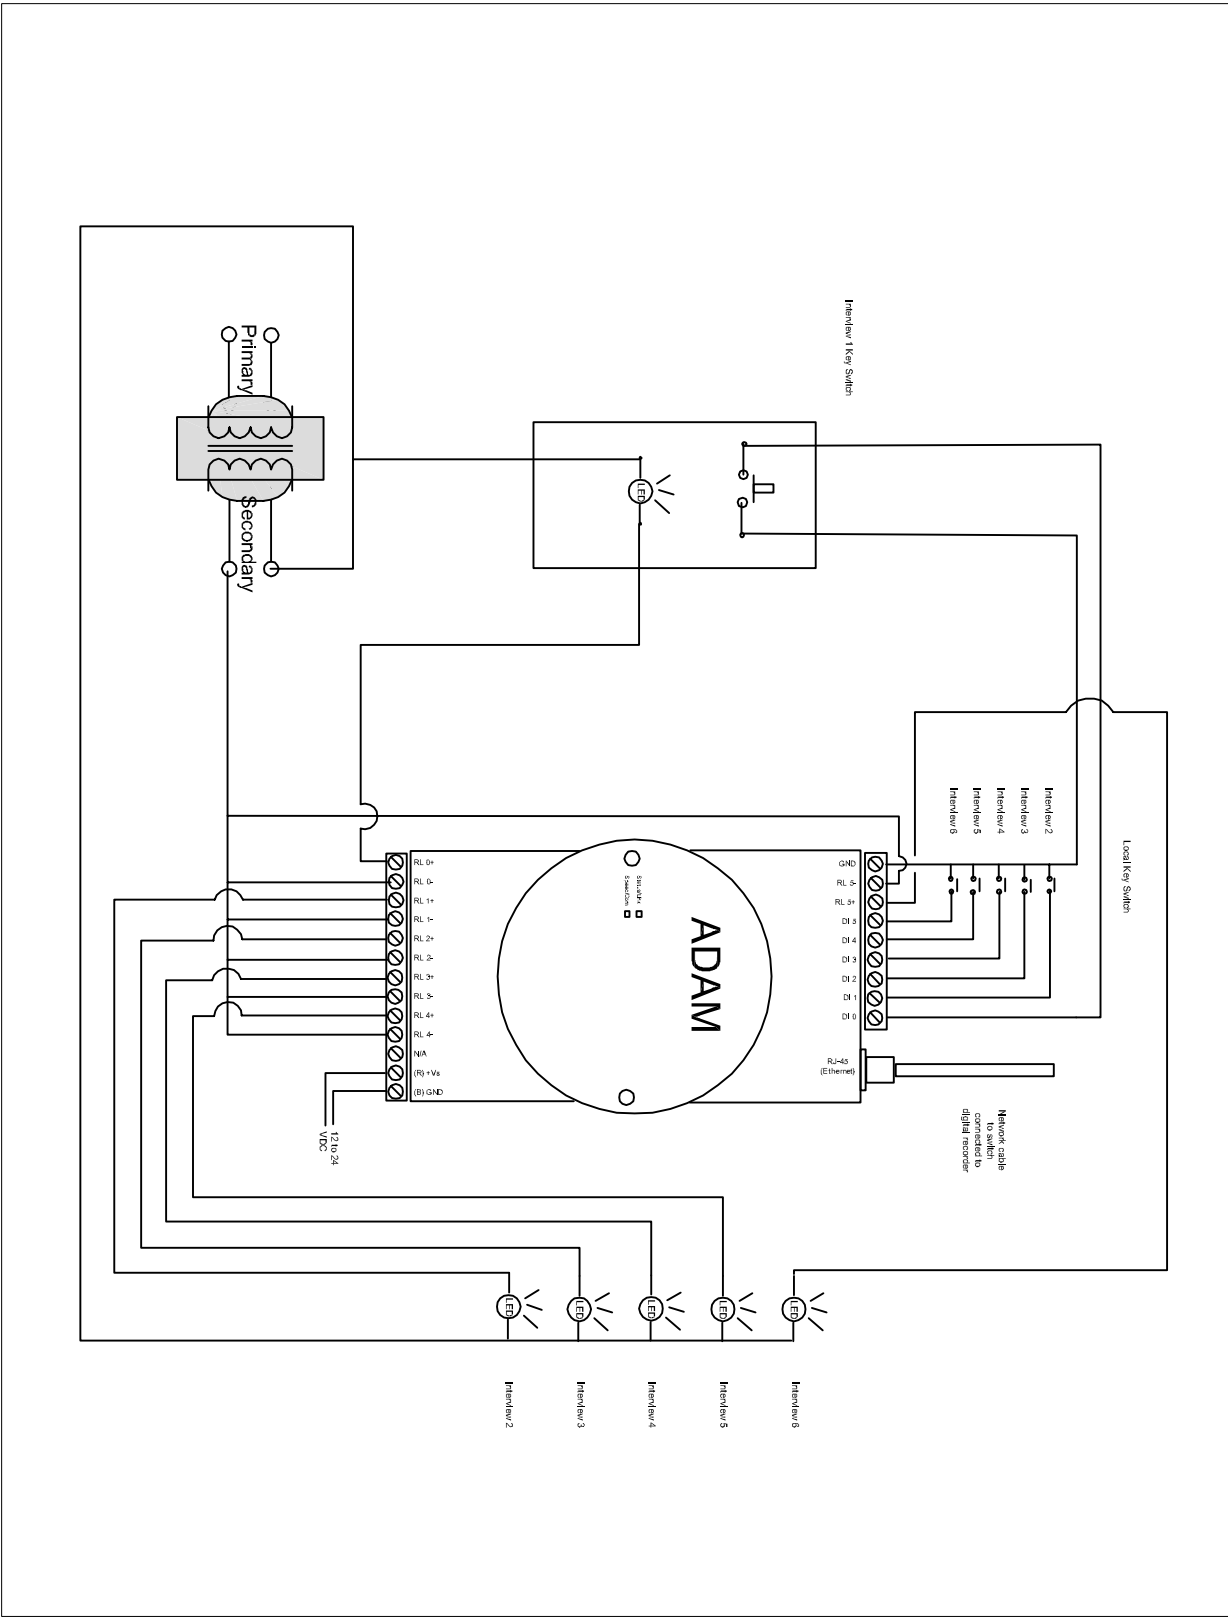 Primary
Secondary
Interview 1 Key Switch
Interview 2
Interview 3
Interview 4
Interview 5
Interview 6
Local Key Switch
LED
RL 0+
RL 0-
RL 1+
RL 1-
RL 2+
RL 2-
RL 3+
RL 3-
RL 4+
RL 4-
N/A
(R) +Vs
(B) GND
12 to 24
VDC
ADAM
GND
RL 5-
RL 5+
DI 5
DI 4
DI 3
DI 2
DI 1
DI 0
RJ-45
(Ethernet)
Network cable
to switch
connected to
digital recorder
LED
LED
LED
LED
LED
Interview 2
Interview 3
Interview 4
Interview 5
Interview 6